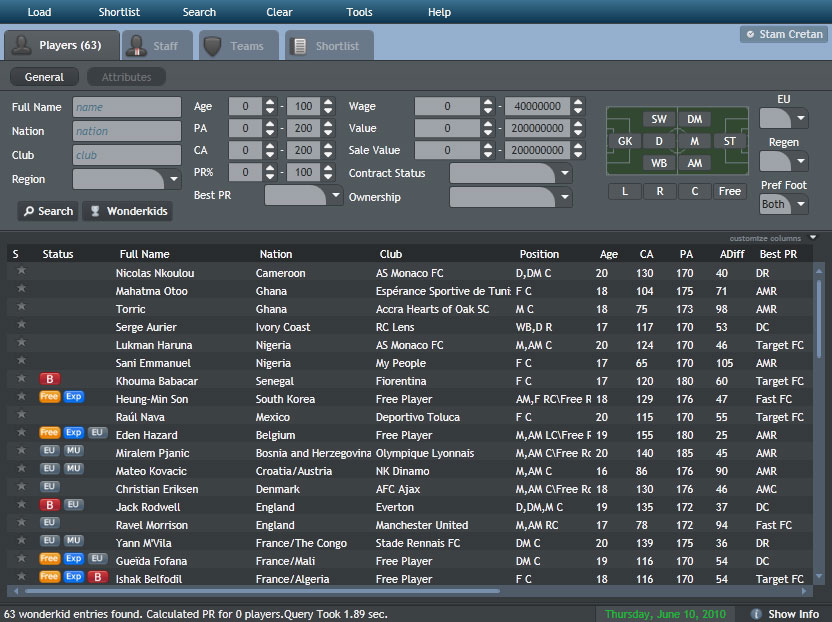 Load Shortlist Search Clear Tools Help
Players (63) Staff Teams Shortlist Stam Cretan
General Attributes
Full Name name Age 0 - 100 Wage 0 - 40000000 EU
Nation nation PA 0 - 200 Value 0 - 200000000 SW DM
Club club CA 0 - 200 Sale Value 0 - 200000000 GK D M ST Regen
Region PR% 0 - 100 Contract Status WB AM
Best PR Ownership L R C Free Pref Foot
Both
Search Wonderkids
customize columns
S Status Full Name Nation Club Position Age CA PA ADiff Best PR
Nicolas Nkoulou Cameroon AS Monaco FC D,DM C 20 130 170 40 DR
Mahatma Otoo Ghana Espérance Sportive de Tuni F C 18 104 175 71 AMR
Torric Ghana Accra Hearts of Oak SC M C 18 75 173 98 AMR
Serge Aurier Ivory Coast RC Lens WB,D R 17 117 170 53 DC
Lukman Haruna Nigeria AS Monaco FC M,AM C 20 124 170 46 Target FC
Sani Emmanuel Nigeria My People F C 17 65 170 105 AMR
B Khouma Babacar Senegal Fiorentina F C 17 120 180 60 Target FC
Free Exp Heung-Min Son South Korea Free Player AM,F RC\Free R 18 129 176 47 Fast FC
Raúl Nava Mexico Deportivo Toluca F C 20 115 170 55 Target FC
Free Exp EU Eden Hazard Belgium Free Player M,AM LC\Free R 19 155 180 25 AMR
EU MU Miralem Pjanic Bosnia and Herzegovina Olympique Lyonnais M,AM C\Free Ro 20 140 185 45 AMR
EU MU Mateo Kovacic Croatia/Austria NK Dinamo M,AM C 16 86 176 90 AMR
EU Christian Eriksen Denmark AFC Ajax M,AM C\Free Ro 18 130 176 46 AMC
B EU Jack Rodwell England Everton D,DM,M C 19 135 172 37 DC
EU Ravel Morrison England Manchester United M,AM RC 17 78 172 94 Fast FC
EU MU Yann M'Vila France/The Congo Stade Rennais FC DM C 20 139 175 36 DR
Free Exp EU Gueïda Fofana France/Mali Free Player DM C 19 116 170 54 DC
Free Exp B Ishak Belfodil France/Algeria Free Player F C 18 116 170 54 Target FC
63 wonderkid entries found. Calculated PR for 0 players.Query Took 1.89 sec. Thursday, June 10, 2010 Show Info